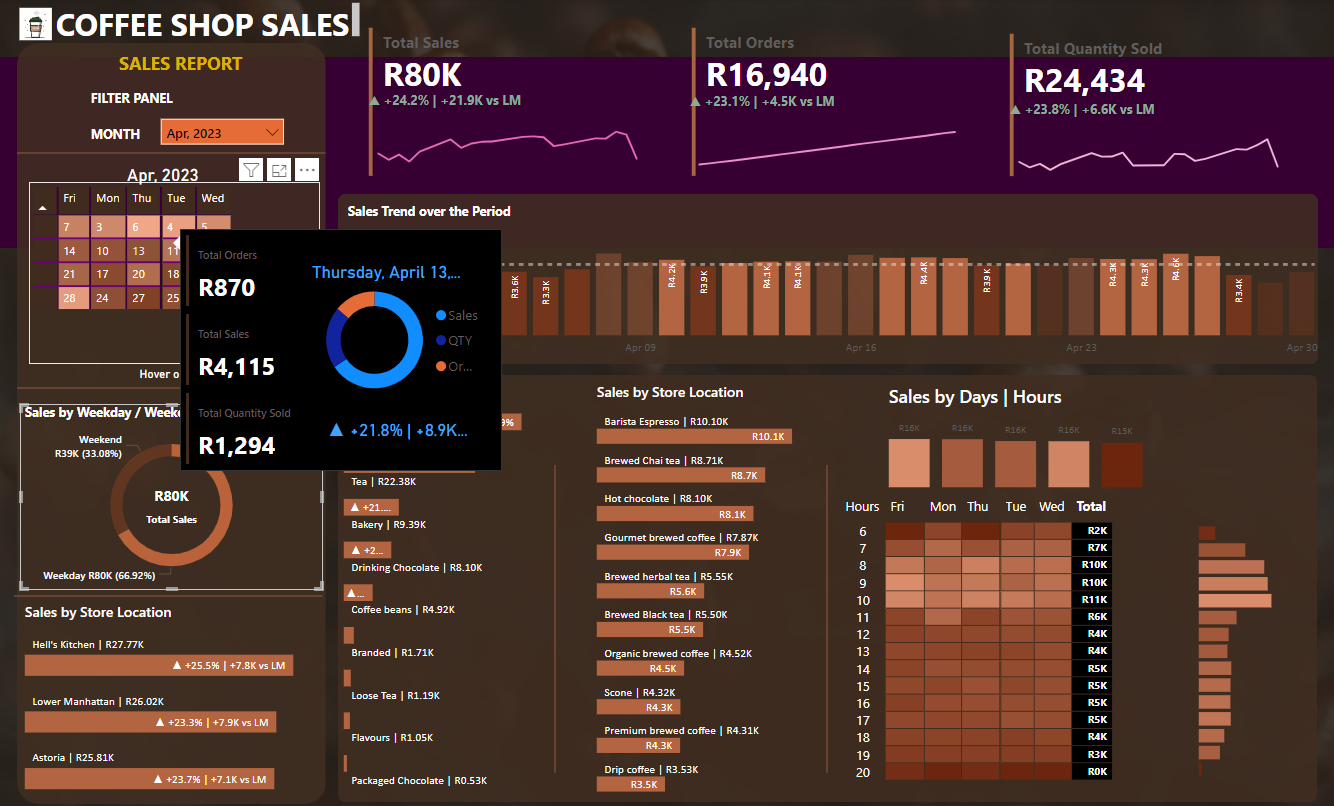 COFFEE SHOP SALES
SALES REPORT
FILTER PANEL
MONTH
Apr, 2023
Total Sales
R80K
+24.2% | +21.9K vs LM
Total Orders
R16,940
+23.1% | +4.5K vs LM
Total Quantity Sold
R24,434
+23.8% | +6.6K vs LM
Apr, 2023
Fri Mon Thu Tue Wed
7 3 6 4 5
14 10 13 11
21 17 20 18
28 24 27 25
Hover o
Total Orders
R870
Total Sales
R4,115
Total Quantity Sold
R1,294
Thursday, April 13,...
Sales
QTY
Or...
+21.8% | +8.9K...
Sales Trend over the Period
R3.6K
R3.3K
R4.2K
R3.9K
R4.1K
R4.1K
R4.4K
R3.9K
R4.3K
R4.3K
R4.6K
R3.4K
Apr 09
Apr 16
Apr 23
Apr 30
Sales by Weekday / Weeke
Weekend
R39K (33.08%)
R80K
Total Sales
Weekday R80K (66.92%)
Sales by Store Location
Hell's Kitchen | R27.77K
+25.5% | +7.8K vs LM
Lower Manhattan | R26.02K
+23.3% | +7.9K vs LM
Astoria | R25.81K
+23.7% | +7.1K vs LM
9%
Tea | R22.38K
+21....
Bakery | R9.39K
+2...
Drinking Chocolate | R8.10K
...
Coffee beans | R4.92K
Branded | R1.71K
Loose Tea | R1.19K
Flavours | R1.05K
Packaged Chocolate | R0.53K
Sales by Store Location
Barista Espresso | R10.10K
R10.1K
Brewed Chai tea | R8.71K
R8.7K
Hot chocolate | R8.10K
R8.1K
Gourmet brewed coffee | R7.87K
R7.9K
Brewed herbal tea | R5.55K
R5.6K
Brewed Black tea | R5.50K
R5.5K
Organic brewed coffee | R4.52K
R4.5K
Scone | R4.32K
R4.3K
Premium brewed coffee | R4.31K
R4.3K
Drip coffee | R3.53K
R3.5K
Sales by Days | Hours
R16K R16K R16K R16K R15K
Hours Fri Mon Thu Tue Wed Total
6 R2K
7 R7K
8 R10K
9 R10K
10 R11K
11 R6K
12 R4K
13 R4K
14 R5K
15 R5K
16 R5K
17 R5K
18 R4K
19 R3K
20 R0K